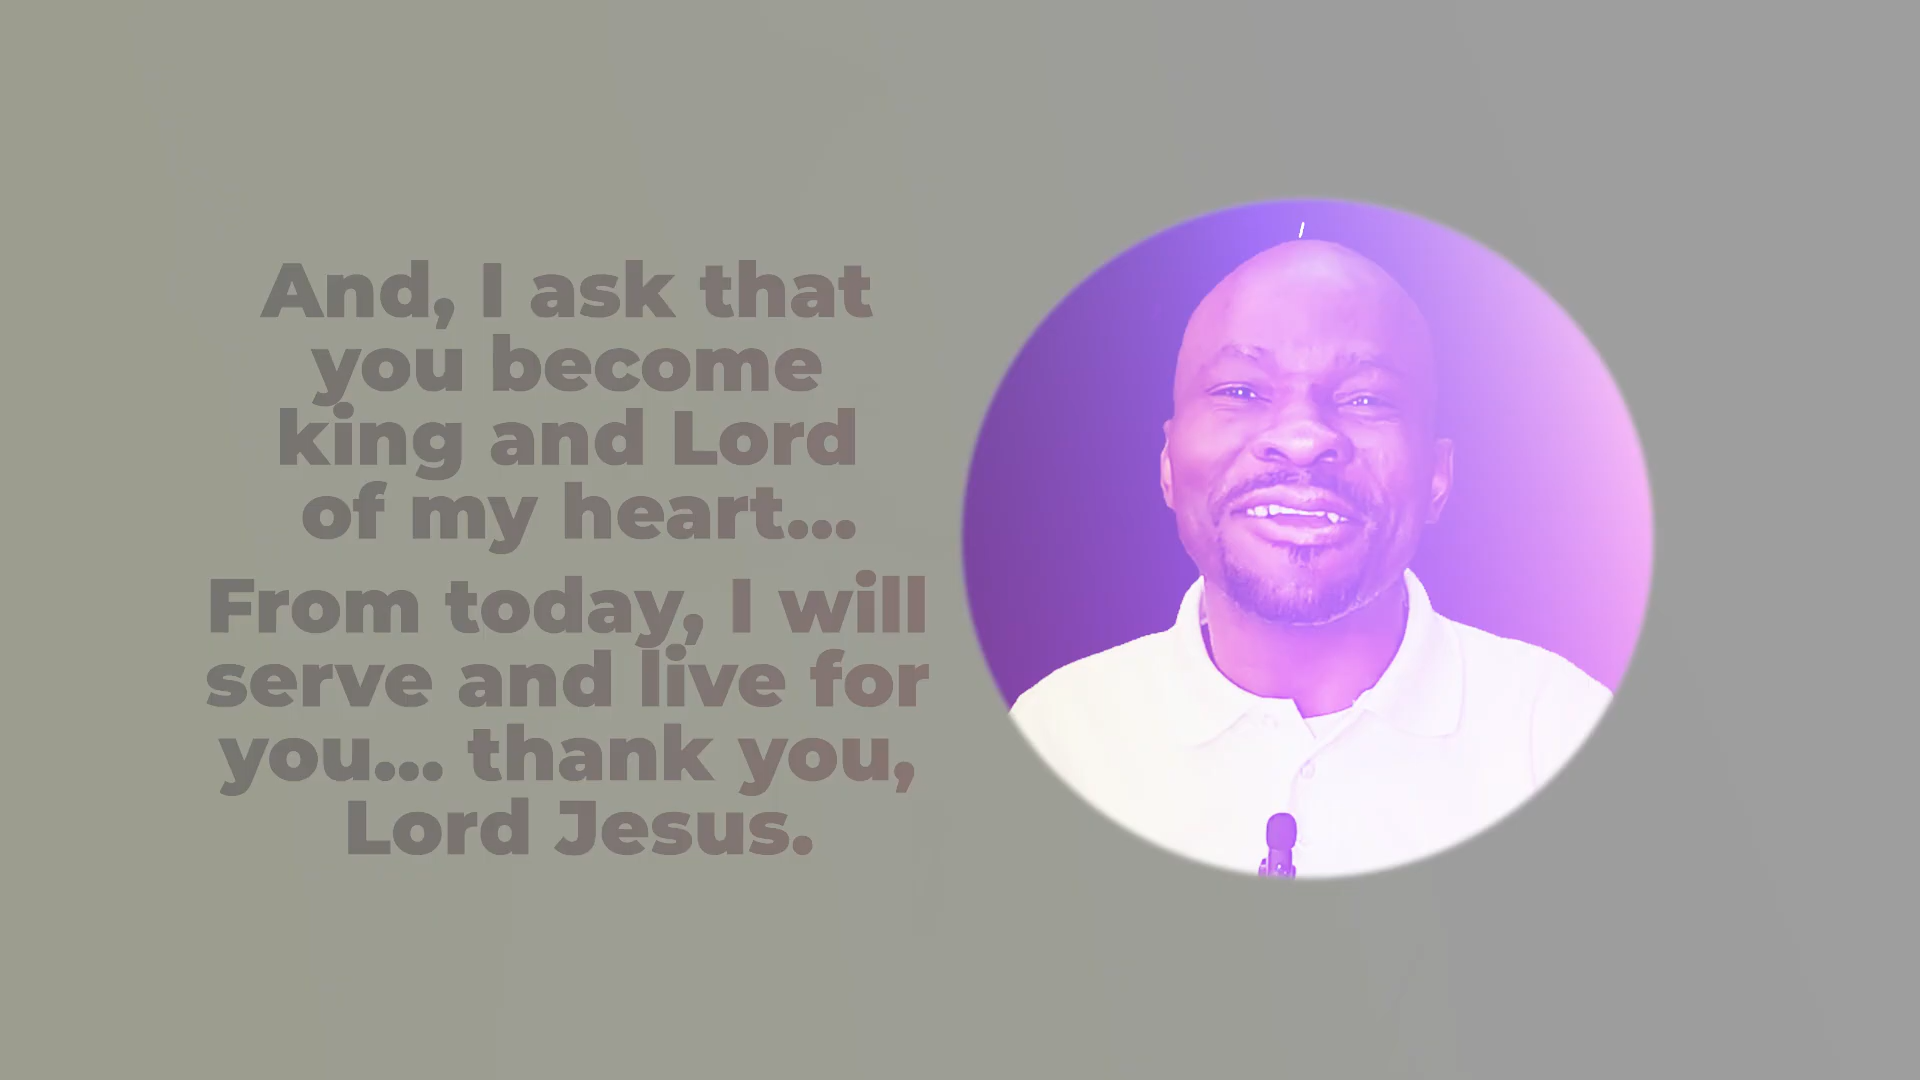 And, I ask that
you become
king and Lord
of my heart...
From today, I will
serve and live for
you... thank you,
Lord Jesus.